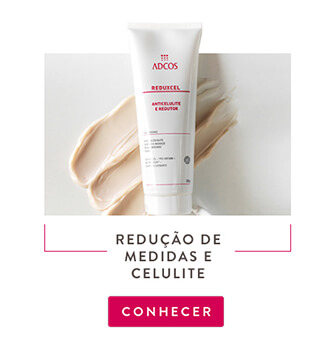 ADCOS
REDUXCEL
ANTICELULITE
E REDUTOR
REDUÇÃO DE
MEDIDAS E
CELULITE
CONHECER